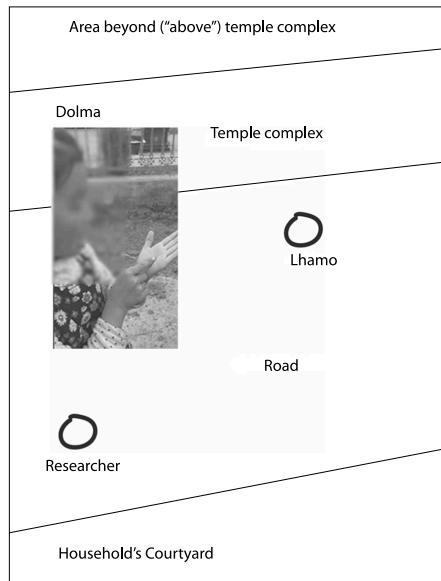 Area beyond (“above”) temple complex
Dolma
Temple complex
Lhamo
Road
Researcher
Household’s Courtyard